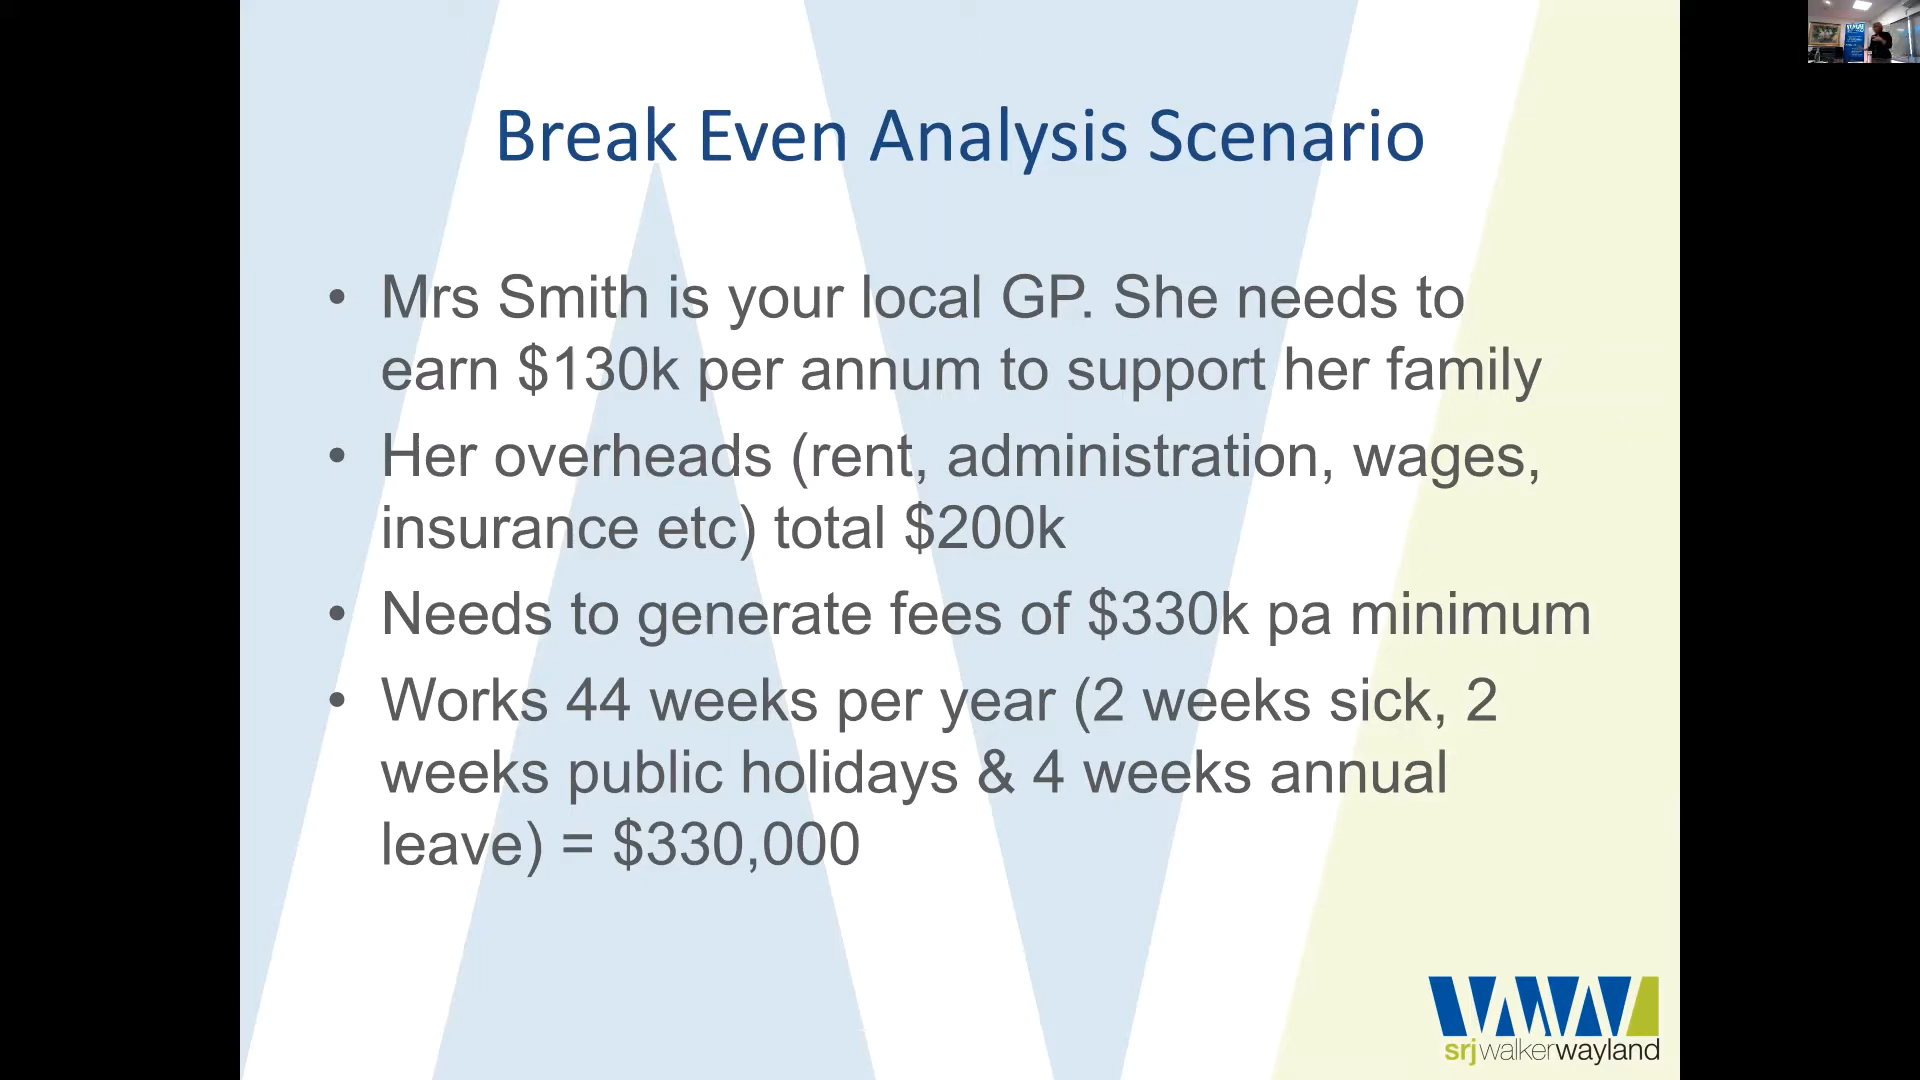 Break Even Analysis Scenario
• Mrs Smith is your local GP. She needs to
earn $130k per annum to support her family
• Her overheads (rent, administration, wages,
insurance etc) total $200k
• Needs to generate fees of $330k pa minimum
• Works 44 weeks per year (2 weeks sick, 2
weeks public holidays & 4 weeks annual
leave) = $330,000
srjwalkerwayland